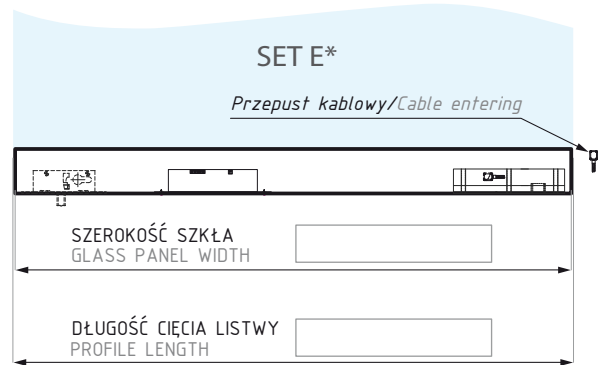 SET E*
Przepust kablowy/Cable entering
SZEROKOŚĆ SZKŁA
GLASS PANEL WIDTH
DŁUGOŚĆ CIĘCIA LISTWY
PROFILE LENGTH